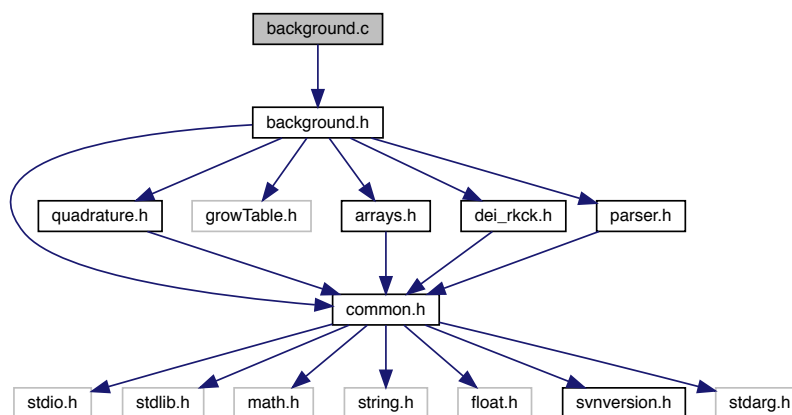 background.c
background.h
quadrature.h
growTable.h
arrays.h
dei_rkck.h
parser.h
common.h
stdio.h
stdlib.h
math.h
string.h
float.h
svnversion.h
stdarg.h